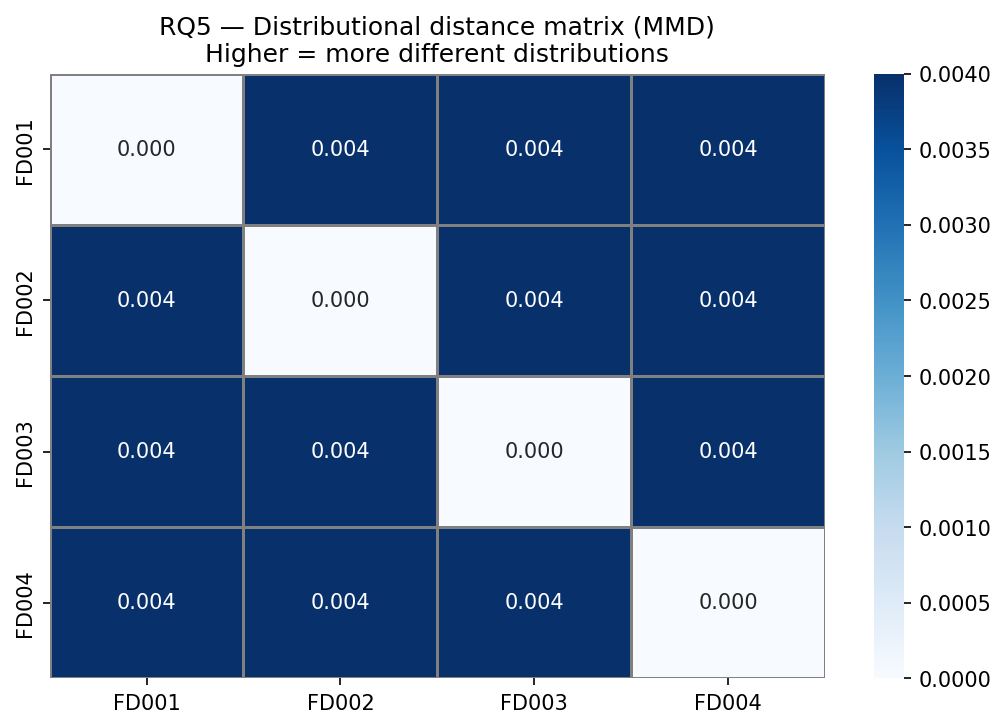 RQ5 — Distributional distance matrix (MMD)
Higher = more different distributions
FD001
0.000
0.004
0.004
0.004
FD002
0.004
0.000
0.004
0.004
FD003
0.004
0.004
0.000
0.004
FD004
0.004
0.004
0.004
0.000
FD001
FD002
FD003
FD004
0.0040
0.0035
0.0030
0.0025
0.0020
0.0015
0.0010
0.0005
0.0000